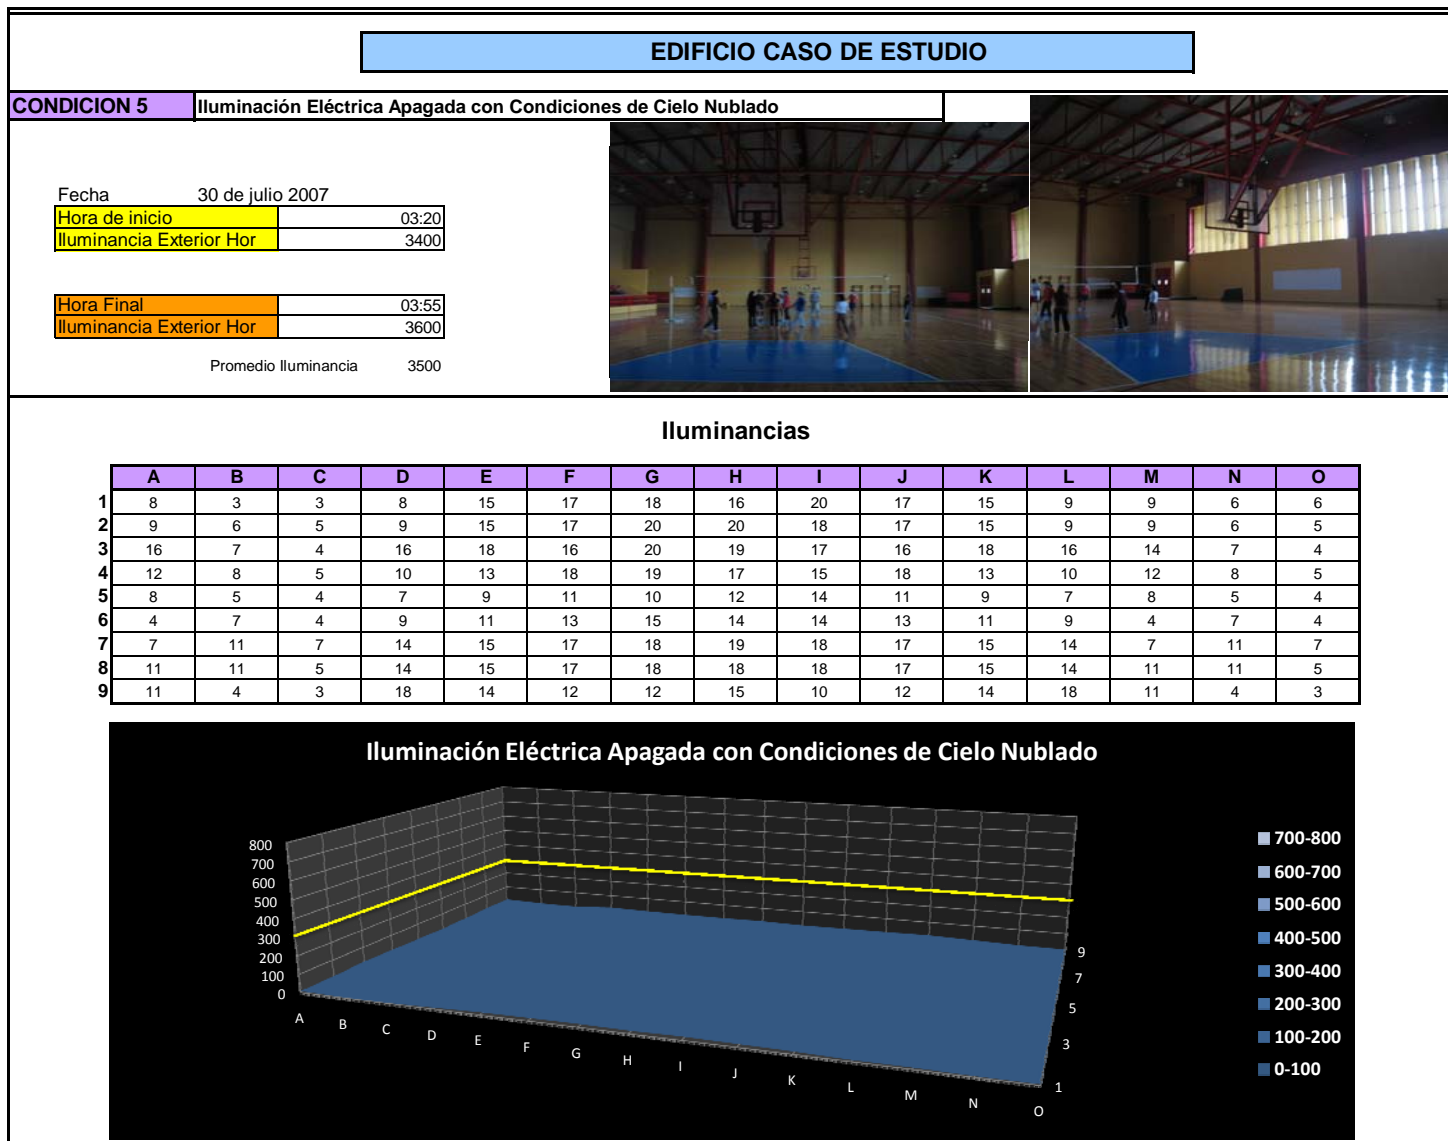 EDIFICIO CASO DE ESTUDIO
CONDICION 5 Iluminación Eléctrica Apagada con Condiciones de Cielo Nublado
Fecha 30 de julio 2007
Hora de inicio 03:20
Iluminancia Exterior Hor 3400
Hora Final 03:55
Iluminancia Exterior Hor 3600
Promedio Iluminancia 3500
Iluminancias
A B C D E F G H I J K L M N O
1 8 3 3 8 15 17 18 16 20 17 15 9 9 6 6
2 9 6 5 9 15 17 20 20 18 17 15 9 9 6 5
3 16 7 4 16 18 16 20 19 17 16 18 16 14 7 4
4 12 8 5 10 13 18 19 17 15 18 13 10 12 8 5
5 8 5 4 7 9 11 10 12 14 11 9 7 8 5 4
6 4 7 4 9 11 13 15 14 14 13 11 9 4 7 4
7 7 11 7 14 15 17 18 19 18 17 15 14 7 11 7
8 11 11 5 14 15 17 18 18 18 17 15 14 11 11 5
9 11 4 3 18 14 12 12 15 10 12 14 18 11 4 3
Iluminación Eléctrica Apagada con Condiciones de Cielo Nublado
800
700
600
500
400
300
200
100
0
A B C D E F G H I J K L M N O
9
7
5
3
1
700-800
600-700
500-600
400-500
300-400
200-300
100-200
0-100